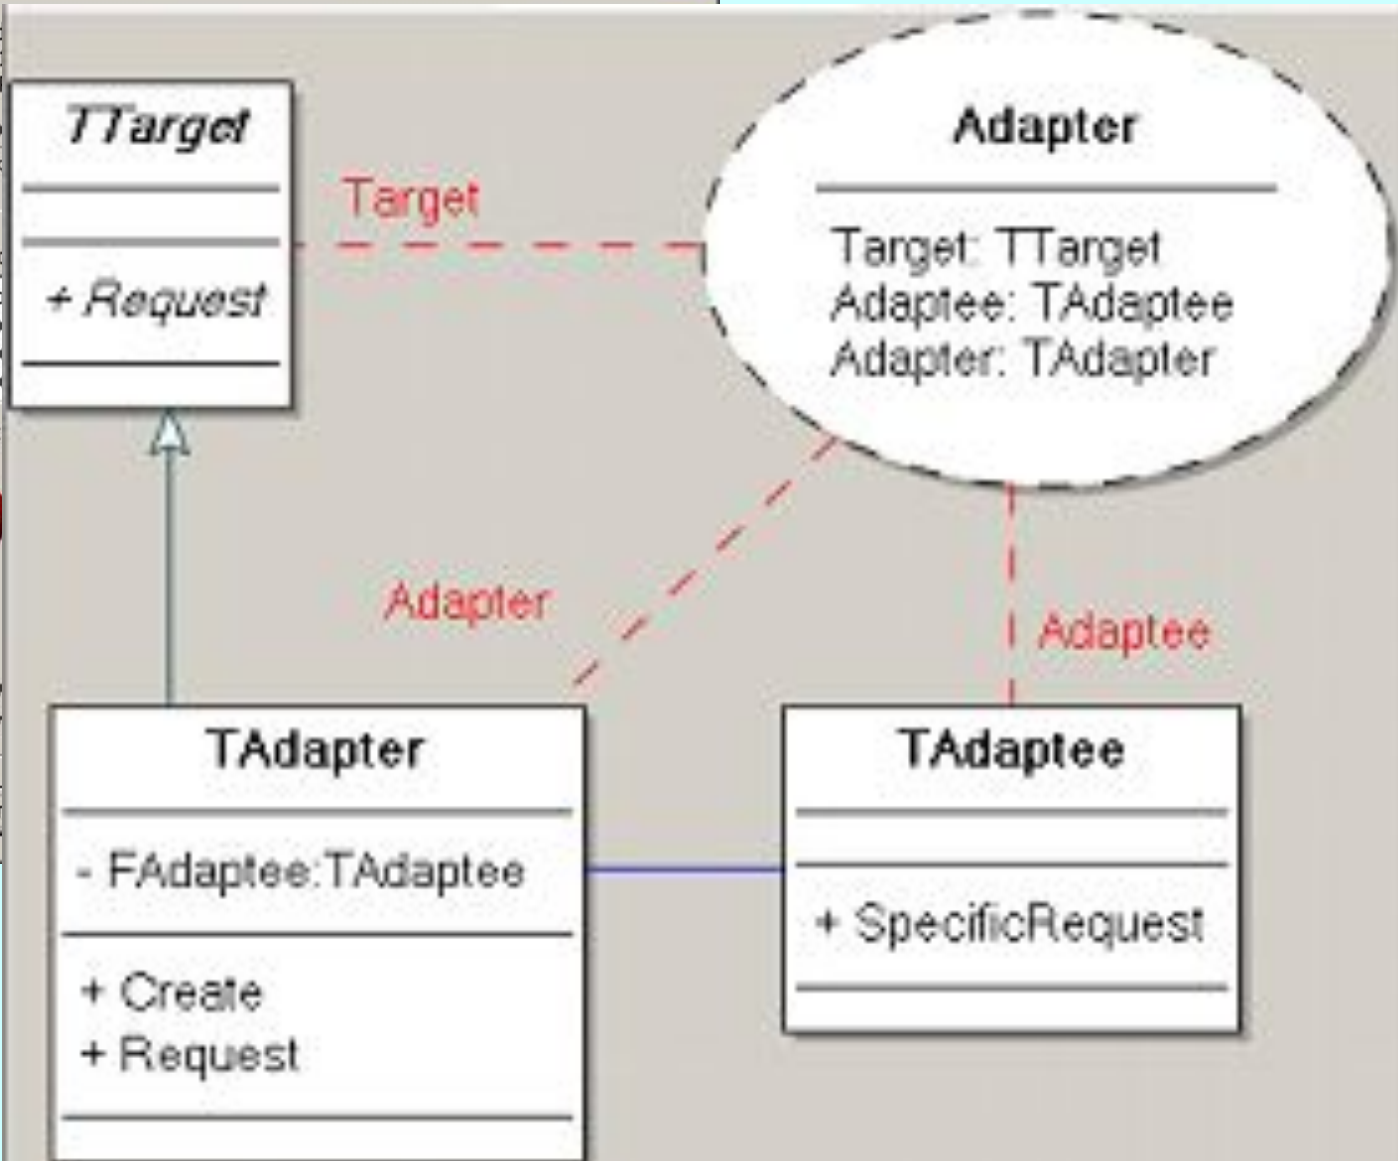 TTarget
+ Request
Target
Adapter
Target: TTarget
Adaptee: TAdaptee
Adapter: TAdapter
Adapter
Adaptee
TAdapter
- FAdaptee:TAdaptee
+ Create
+ Request
TAdaptee
+ SpecificRequest